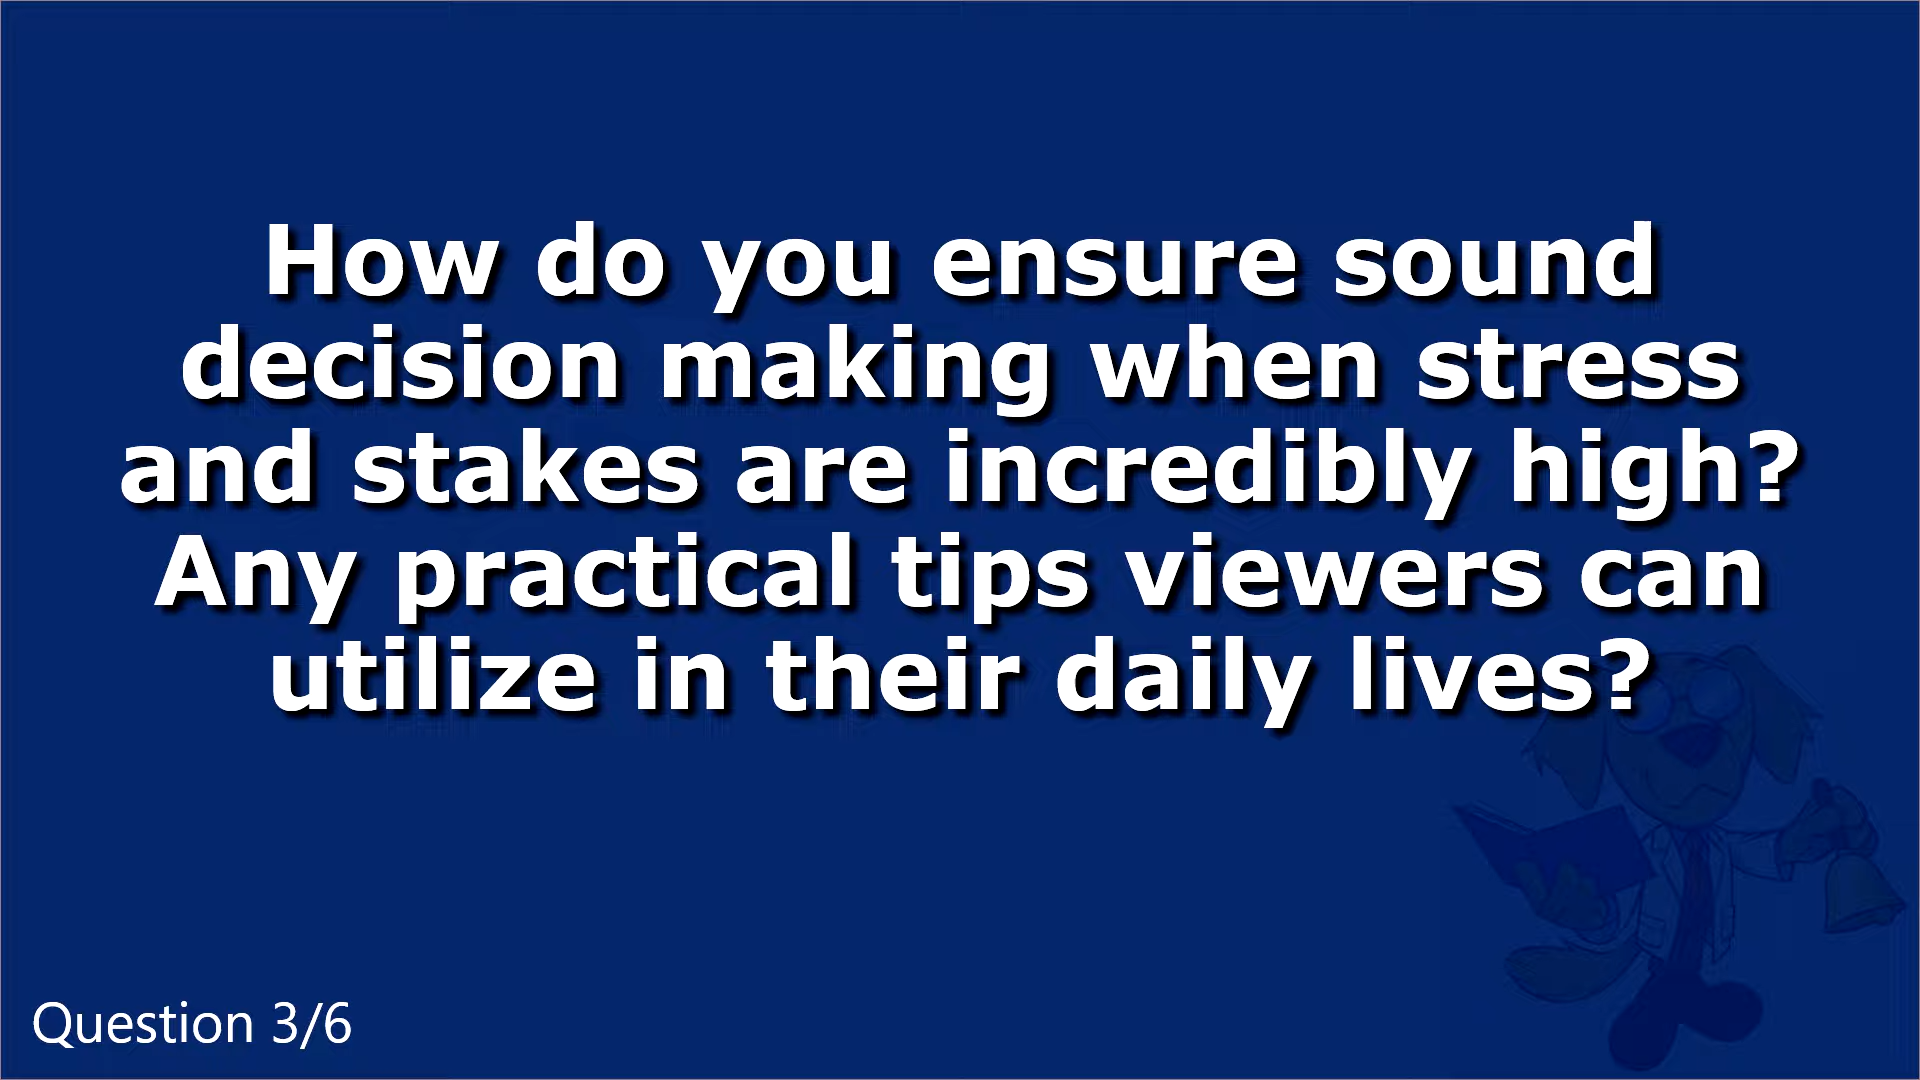 How do you ensure sound
decision making when stress
and stakes are incredibly high?
Any practical tips viewers can
utilize in their daily lives?
Question 3/6